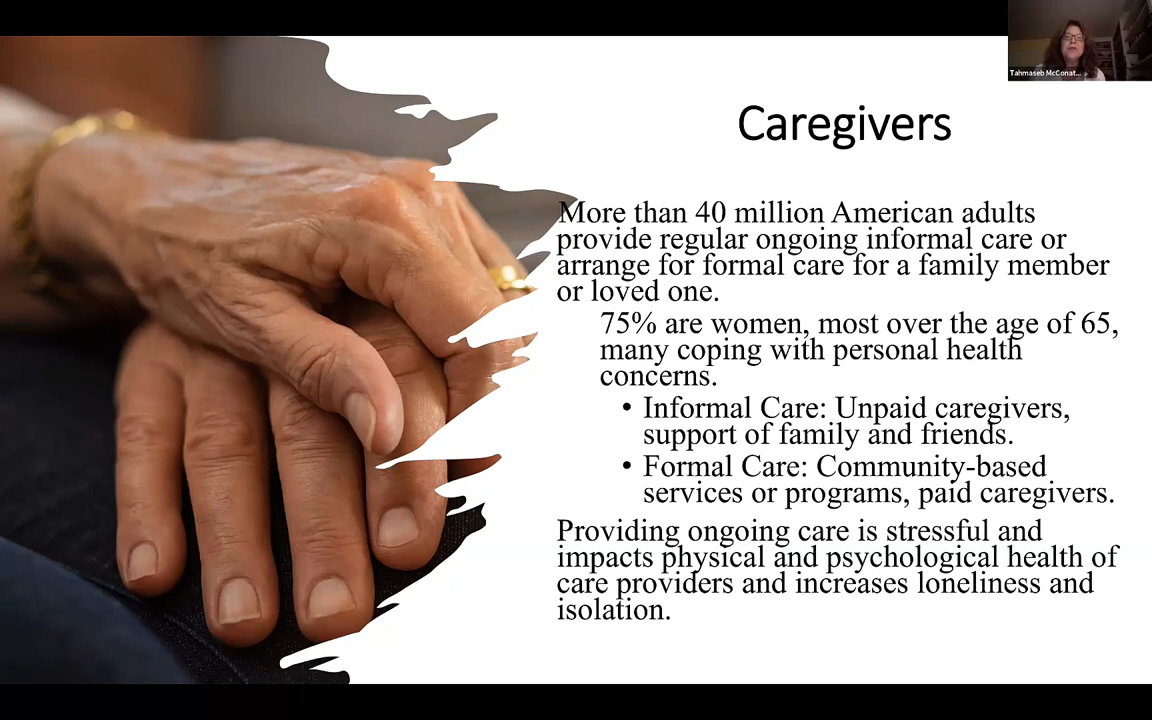 Tahmaseb McConat...
Caregivers
More than 40 million American adults
provide regular ongoing informal care or
arrange for formal care for a family member
or loved one.
75% are women, most over the age of 65,
many coping with personal health
concerns.
• Informal Care: Unpaid caregivers,
support of family and friends.
• Formal Care: Community-based
services or programs, paid caregivers.
Providing ongoing care is stressful and
impacts physical and psychological health of
care providers and increases loneliness and
isolation.